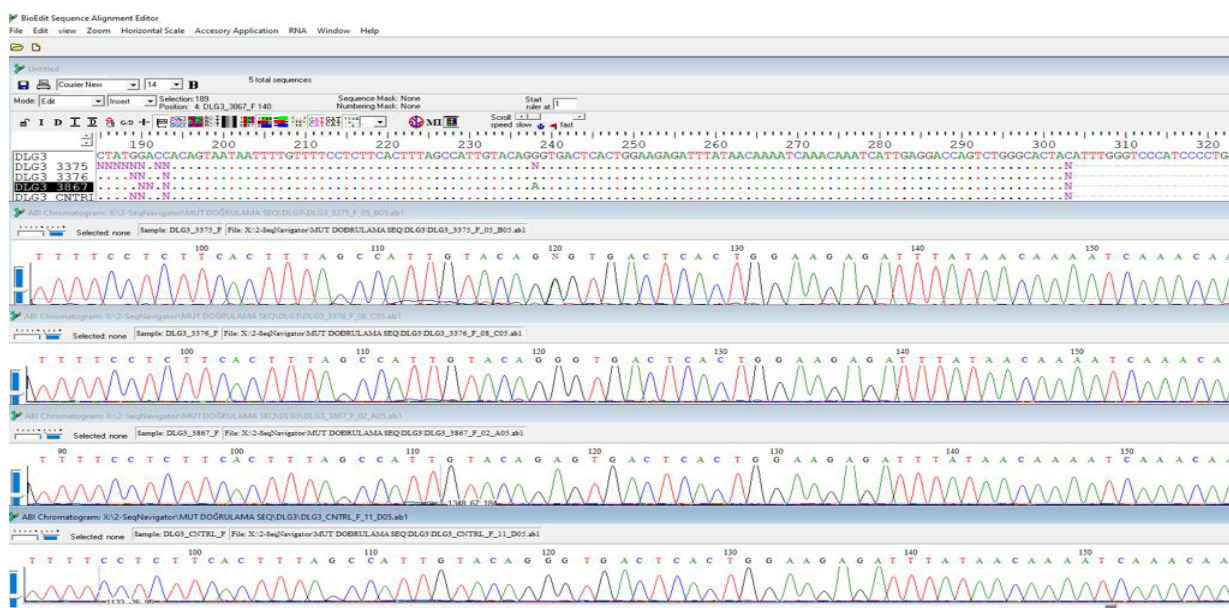 BioEdit Sequence Alignment Editor
File Edit view Zoom Horizontal Scale Accesory Application RNA Window Help
Untitled
Courier New 14 B 5 total sequences
Mode: Edit Insert Selection: 189 Sequence Mask: None Start
Position: 4: DLG3_3867_F 140 Numbering Mask: None ruler at: 1
I D I D Scroll
speed slow fast
190 200 210 220 230 240 250 260 270 280 290 300 310 320
DLG3 CTATGGACCACAGTAATAATTTTGTTTTCCTCTTCACTTTAGCCATTGTACAGGGTGACTCACTGGAAGAGATTTATAACAAAATCAAACAAATCATTGAGGACCAGTCTGGGCACTACATTTGGGTCCCATCCCCTG
DLG3 3375 NNNNNN.NN.N
DLG3 3376
DLG3 3867
DLG3 CNTRI
ABI Chromatogram: X:\2-SeqNavigator\MUT DOĞRULAMA SEQ\DLG3\DLG3_3375_F_05_B05.ab1
Selected: none Sample: DLG3_3375_F File: X:\2-SeqNavigator\MUT DOĐRULAMA SEQ\DLG3\DLG3_3375_F_05_B05.ab1
100 110 120 130 140 150
T T T T C C T C T T C A C T T T A G C C A T T G T A C A G N G T G A C T C A C T G G A A G A G A T T T A T A A C A A A A T C A A A C A A
ABI Chromatogram: X:\2-SeqNavigator\MUT DOĞRULAMA SEQ\DLG3\DLG3_3376_F_08_C05.ab1
Selected: none Sample: DLG3_3376_F File: X:\2-SeqNavigator\MUT DOĐRULAMA SEQ\DLG3\DLG3_3376_F_08_C05.ab1
100 110 120 130 140 150
T T T T C C T C T T C A C T T T A G C C A T T G T A C A G G G T G A C T C A C T G G A A G A G A T T T A T A A C A A A A T C A A A C A
ABI Chromatogram: X:\2-SeqNavigator\MUT DOĞRULAMA SEQ\DLG3\DLG3_3867_F_02_A05.ab1
Selected: none Sample: DLG3_3867_F File: X:\2-SeqNavigator\MUT DOĐRULAMA SEQ\DLG3\DLG3_3867_F_02_A05.ab1
90 100 110 120 130 140 150
T T T T C C T C T T C A C T T T A G C C A T T G T A C A G A G T G A C T C A C T G G A A G A G A T T T A T A A C A A A A T C A A A C A A
ABI Chromatogram: X:\2-SeqNavigator\MUT DOĞRULAMA SEQ\DLG3\DLG3_CNTRL_F_11_D05.ab1
Selected: none Sample: DLG3_CNTRL_F File: X:\2-SeqNavigator\MUT DOĐRULAMA SEQ\DLG3\DLG3_CNTRL_F_11_D05.ab1
100 110 120 130 140 150
T T T T C C T C T T C A C T T T A G C C A T T G T A C A G G G T G A C T C A C T G G A A G A G A T T T A T A A C A A A A T C A A A C A A